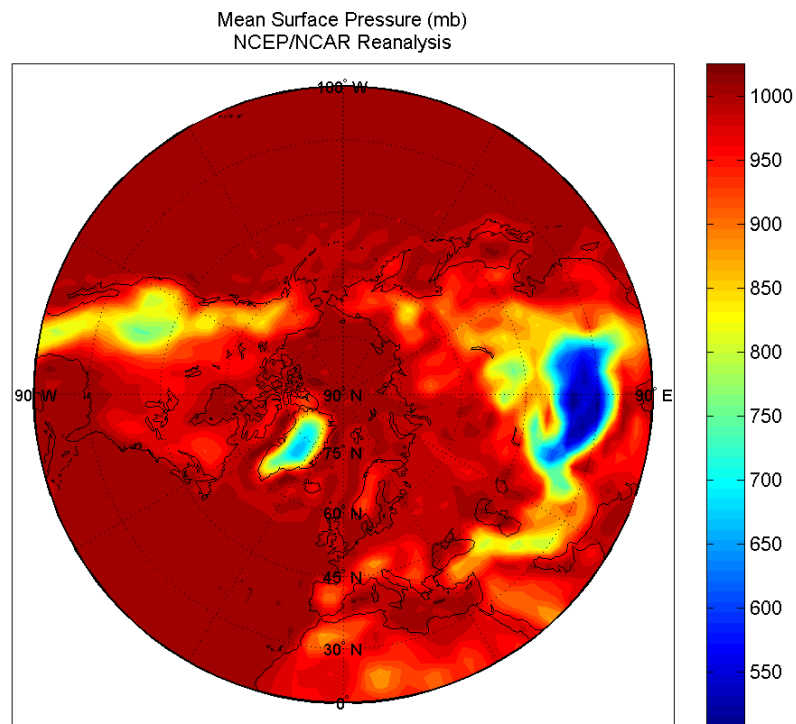 Mean Surface Pressure (mb)
NCEP/NCAR Reanalysis
180° W
90° W
90° N
90° E
75° N
60° N
45° N
30° N
0°
1000
950
900
850
800
750
700
650
600
550